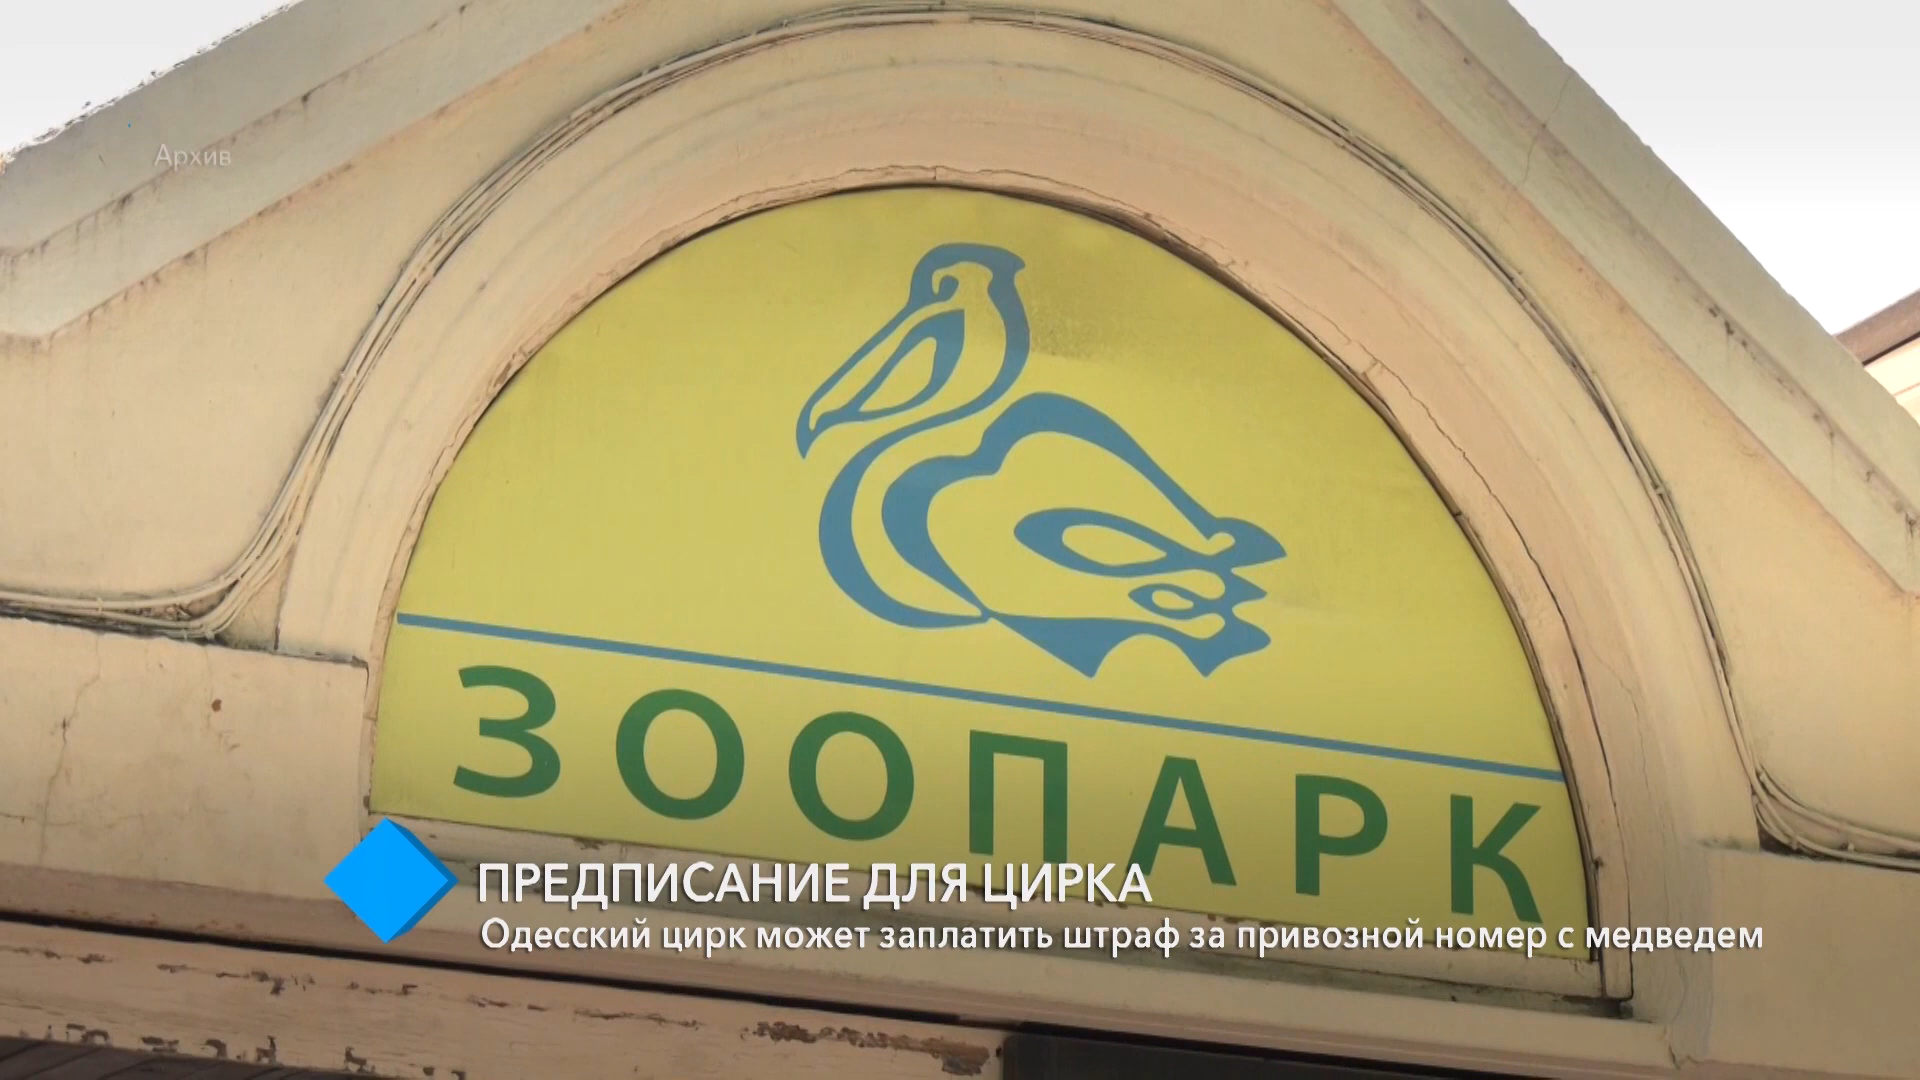 Архив
ЗООПАРК
ПРЕДПИСАНИЕ ДЛЯ ЦИРКА
Одесский цирк может заплатить штраф за привозной номер с медведем